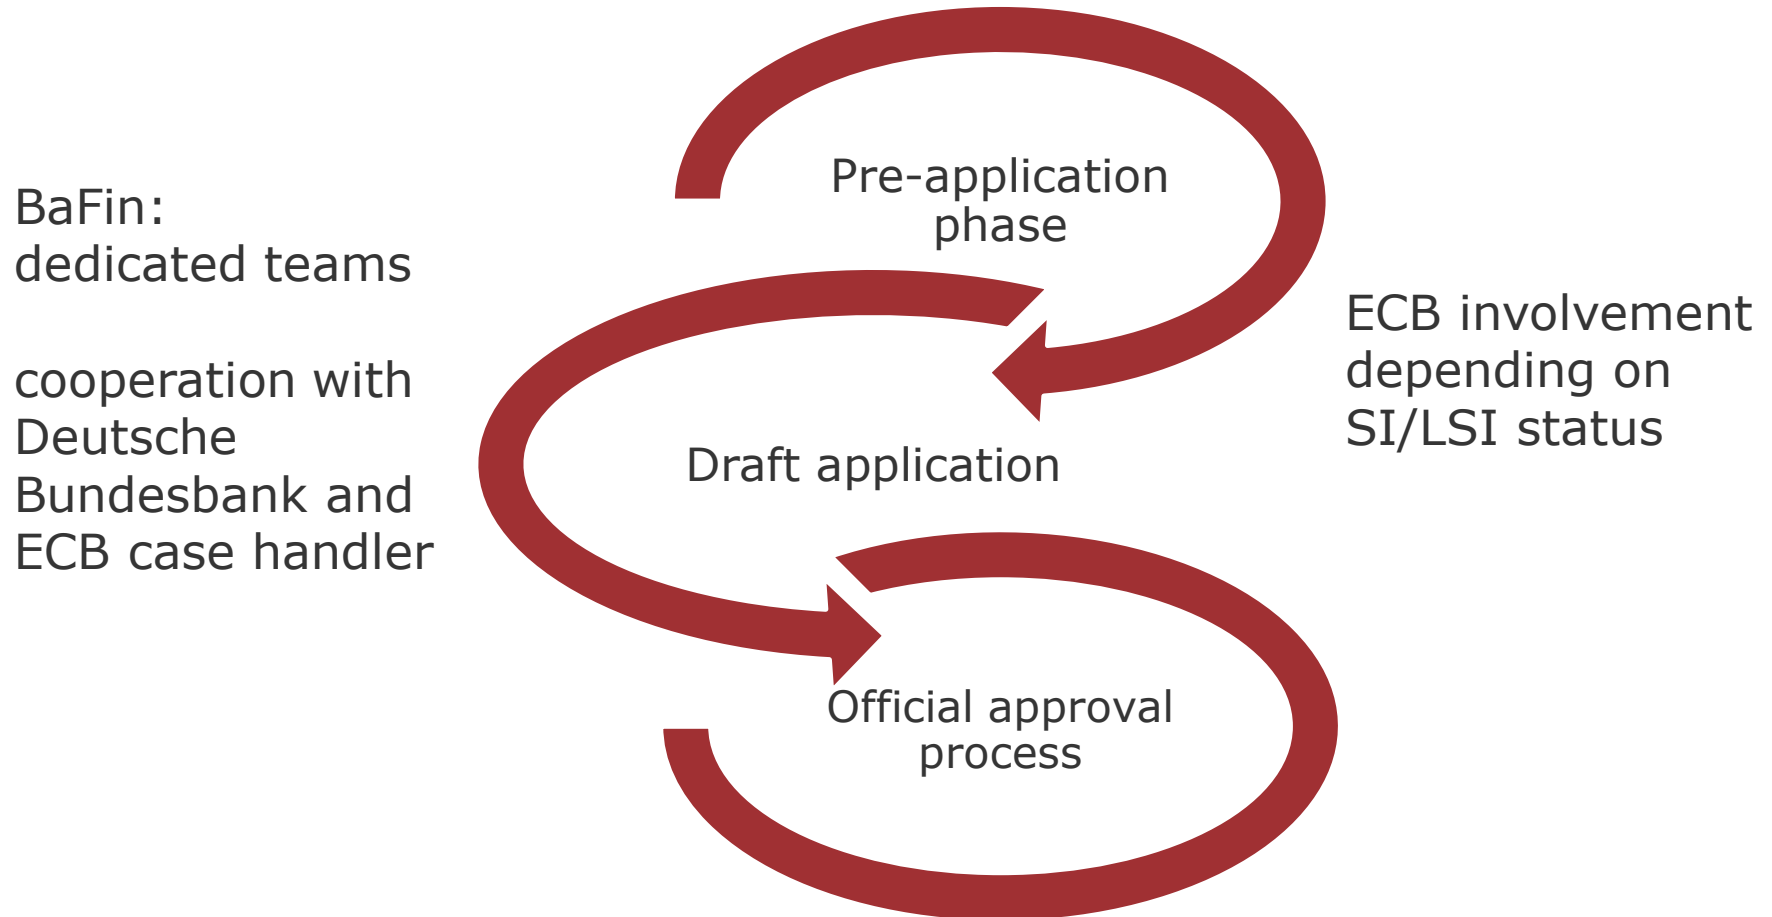 BaFin:
dedicated teams
cooperation with
Deutsche
Bundesbank and
ECB case handler
Pre-application
phase
Draft application
Official approval
process
ECB involvement
depending on
SI/LSI status